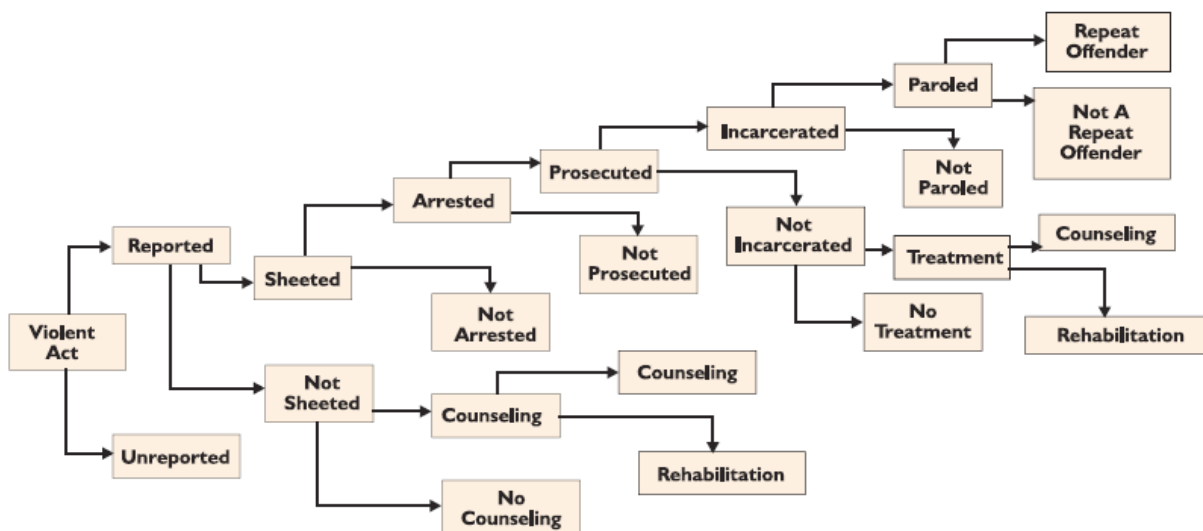 Repeat
Offender
Paroled
Not A
Repeat
Offender
Incarcerated
Not
Paroled
Prosecuted
Arrested
Not
Incarcerated
Counseling
Reported
Not
Prosecuted
Treatment
Sheeted
Not
Arrested
No
Treatment
Rehabilitation
Violent
Act
Not
Sheeted
Counseling
Counseling
Unreported
Rehabilitation
No
Counseling